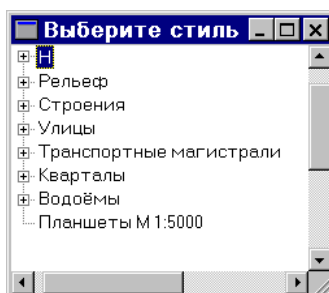 Выберите стиль
Н
Рельеф
Строения
Улицы
Транспортные магистрали
Кварталы
Водоёмы
Планшеты М 1:5000